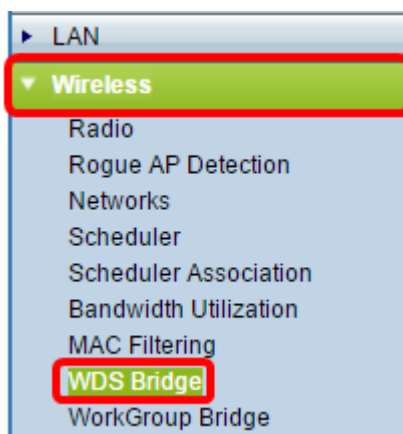 LAN
Wireless
Radio
Rogue AP Detection
Networks
Scheduler
Scheduler Association
Bandwidth Utilization
MAC Filtering
WDS Bridge
WorkGroup Bridge